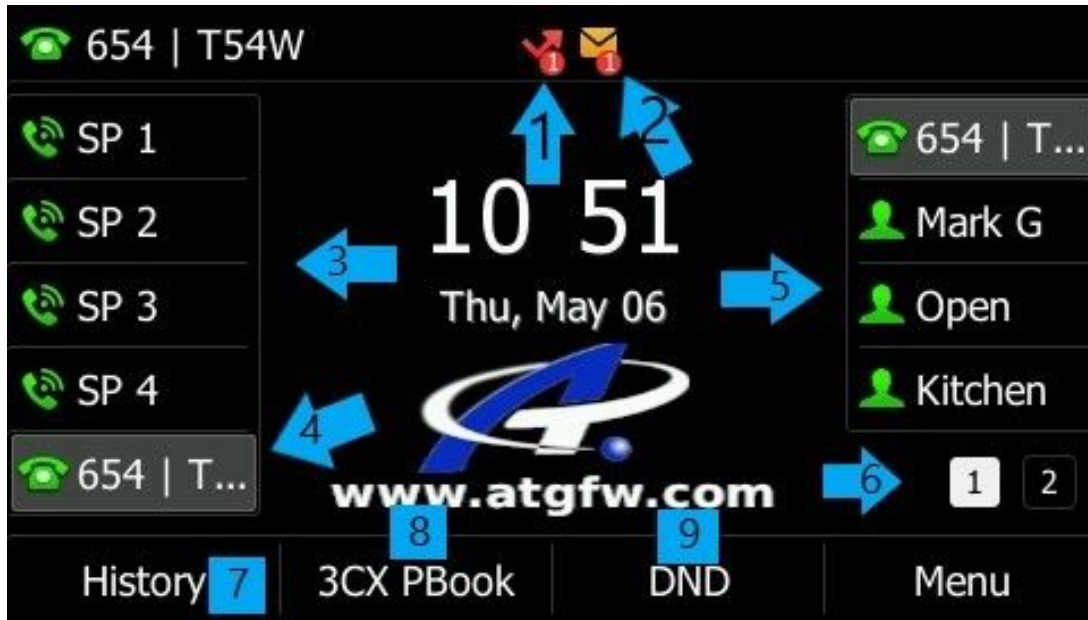 654 | T54W
1
1
1
2
SP 1
SP 2
SP 3
SP 4
654 | T...
3
4
10 51
Thu, May 06
www.atgfw.com
5
654 | T...
Mark G
Open
Kitchen
6
1
2
History
7
8
3CX PBook
9
DND
Menu